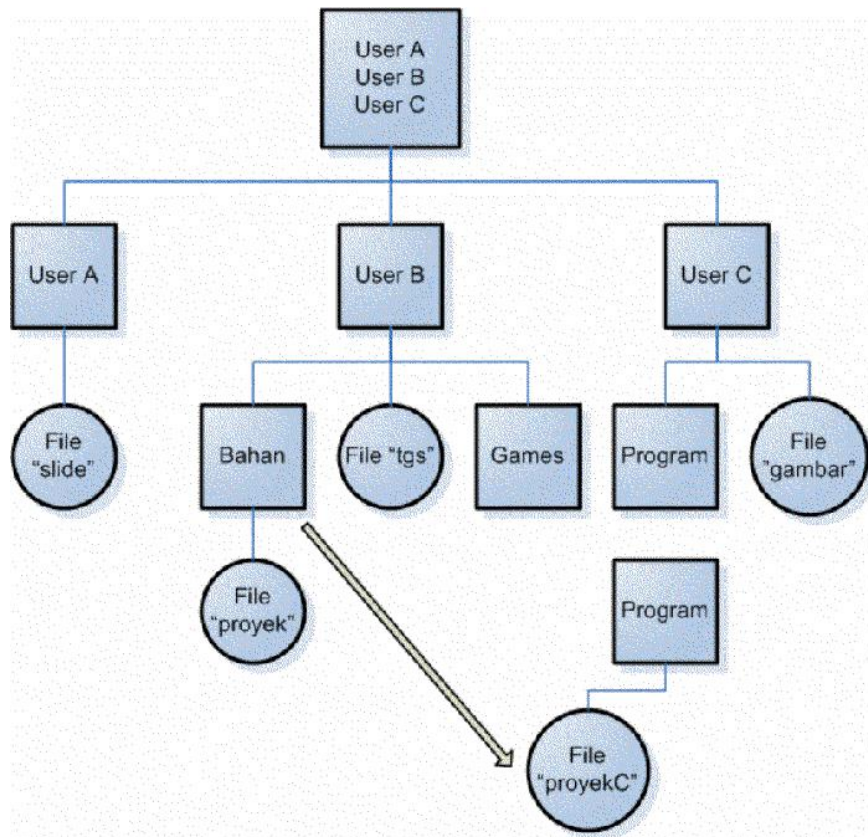 User A
User B
User C
User A
User B
User C
File
“slide”
Bahan
File “tgs”
Games
Program
File
”gambar”
File
“proyek”
Program
File
“proyekC”